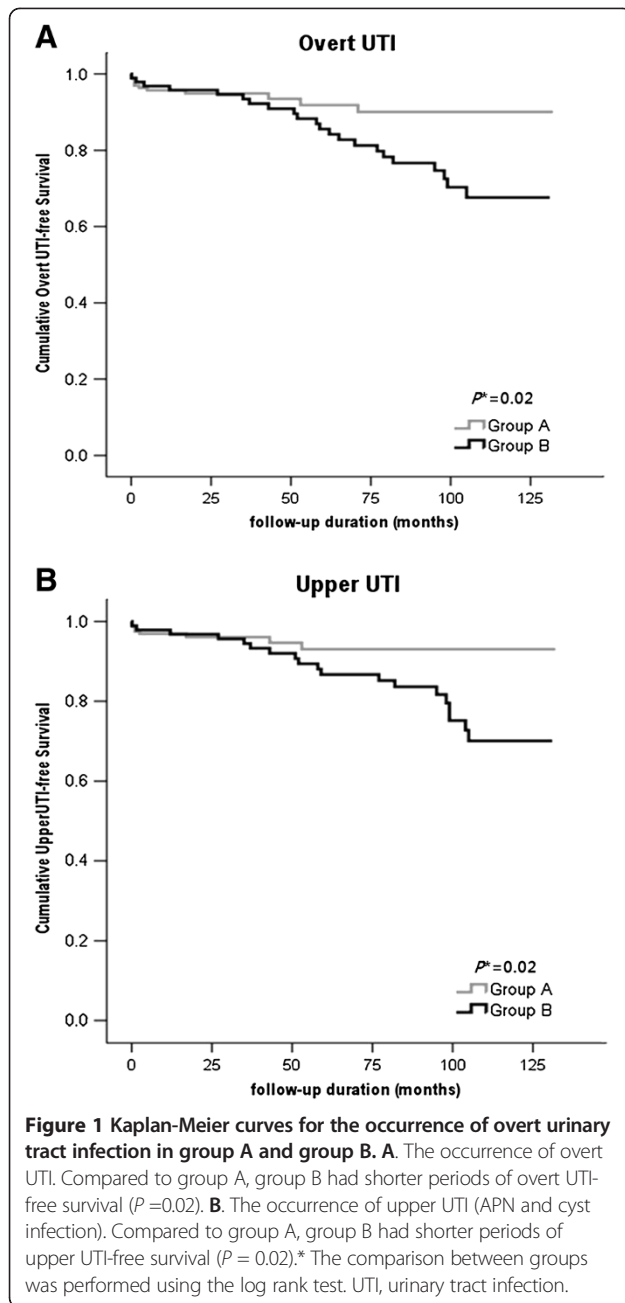 A
Overt UTI
1.0
0.8
0.6
0.4
0.2
0.0
Cumulative Overt UTI-free Survival
P*=0.02
Group A
Group B
0 25 50 75 100 125
follow-up duration (months)
B
Upper UTI
1.0
0.8
0.6
0.4
0.2
0.0
Cumulative UpperUTI-free Survival
P*=0.02
Group A
Group B
0 25 50 75 100 125
follow-up duration (months)
Figure 1 Kaplan-Meier curves for the occurrence of overt urinary
tract infection in group A and group B. A. The occurrence of overt
UTI. Compared to group A, group B had shorter periods of overt UTI-
free survival (P =0.02). B. The occurrence of upper UTI (APN and cyst
infection). Compared to group A, group B had shorter periods of
upper UTI-free survival (P = 0.02).* The comparison between groups
was performed using the log rank test. UTI, urinary tract infection.